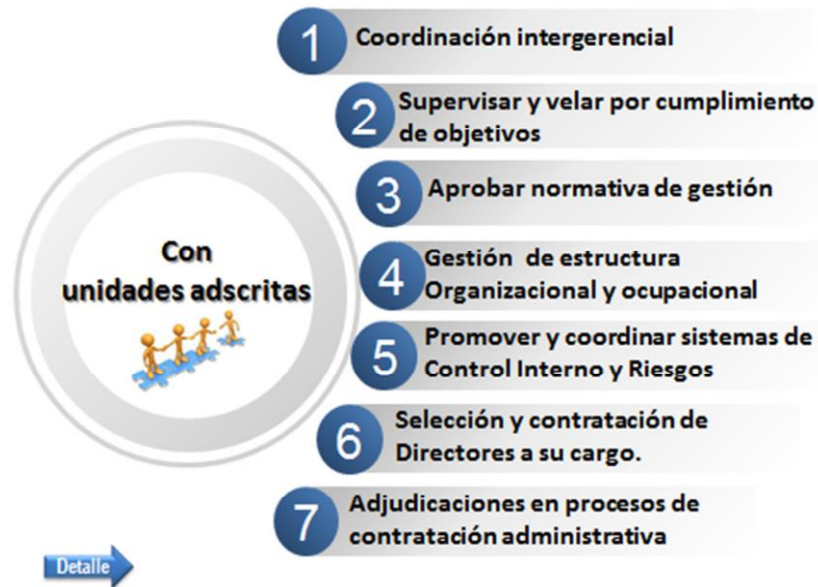 Con
unidades adscritas
1
Coordinación intergerencial
2
Supervisar y velar por cumplimiento
de objetivos
3
Aprobar normativa de gestión
4
Gestión de estructura
Organizacional y ocupacional
5
Promover y coordinar sistemas de
Control Interno y Riesgos
6
Selección y contratación de
Directores a su cargo.
7
Adjudicaciones en procesos de
contratación administrativa
Detalle